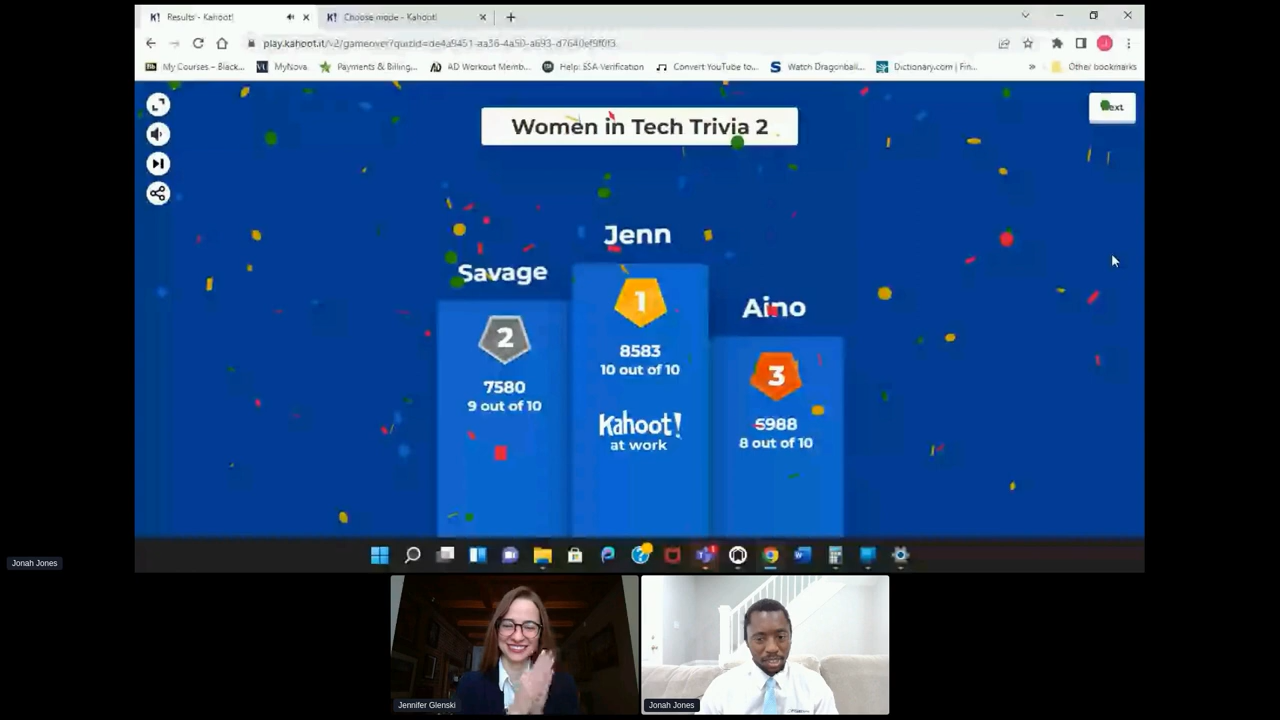 Results - Kahoot!
Choose mode - Kahoot!
play.kahoot.it/v2/gameover?quizId=de4a9451-aa36-4a50-a693-d7640ef9f0f3
My Courses – Black...
MyNova
Payments & Billing...
AD Workout Memb...
Help: SSA-Verification
Convert YouTube to...
Watch Dragonball...
Dictionary.com | Fin...
»
Other bookmarks
Women in Tech Trivia 2
Jenn
Savage
Aino
1
2
3
8583
10 out of 10
7580
9 out of 10
8 out of 10
Kahoot!
at work
Jonah Jones
Jennifer Glenski
Jonah Jones